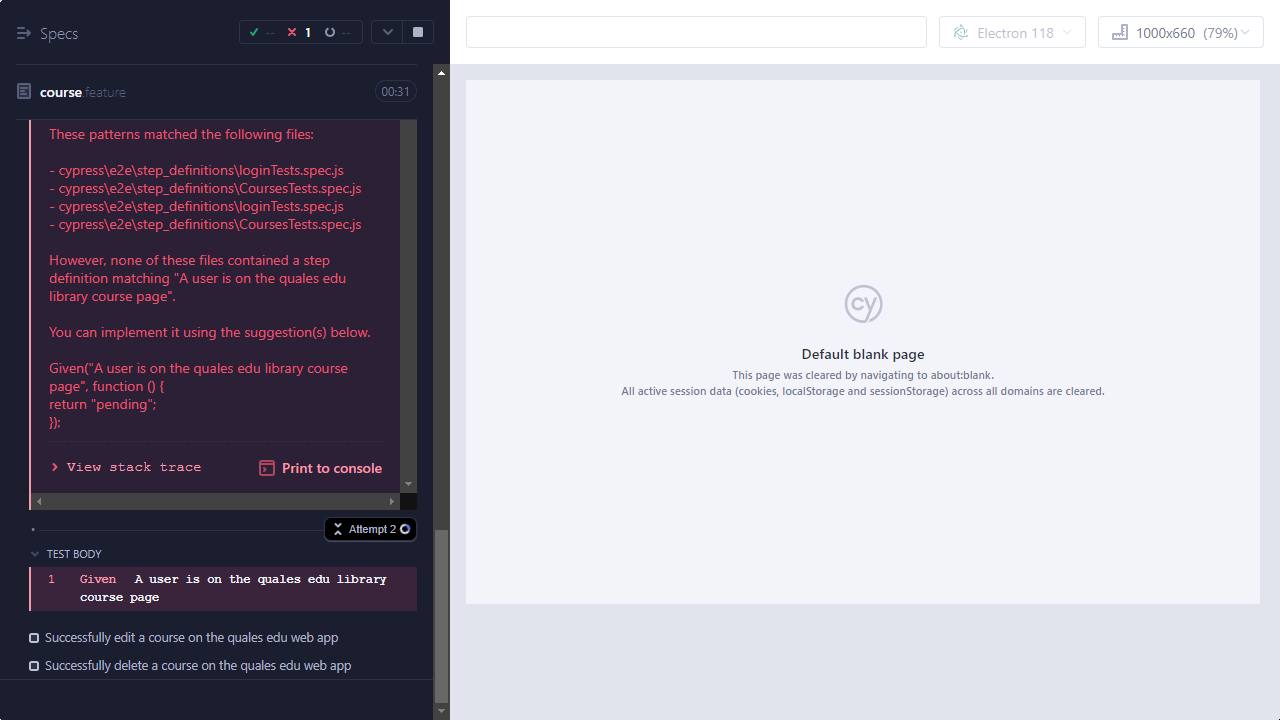 Specs
-- 1 --
Electron 118
1000x660 (79%)
course.feature
00:31
These patterns matched the following files:
- cypress\e2e\step_definitions\loginTests.spec.js
- cypress\e2e\step_definitions\CoursesTests.spec.js
- cypress\e2e\step_definitions\loginTests.spec.js
- cypress\e2e\step_definitions\CoursesTests.spec.js
However, none of these files contained a step
definition matching "A user is on the quales edu
library course page".
You can implement it using the suggestion(s) below.
Given("A user is on the quales edu library course
page", function () {
return "pending";
});
View stack trace
Print to console
Attempt 2
TEST BODY
1 Given A user is on the quales edu library
course page
Successfully edit a course on the quales edu web app
Successfully delete a course on the quales edu web app
cy
Default blank page
This page was cleared by navigating to about:blank.
All active session data (cookies, localStorage and sessionStorage) across all domains are cleared.